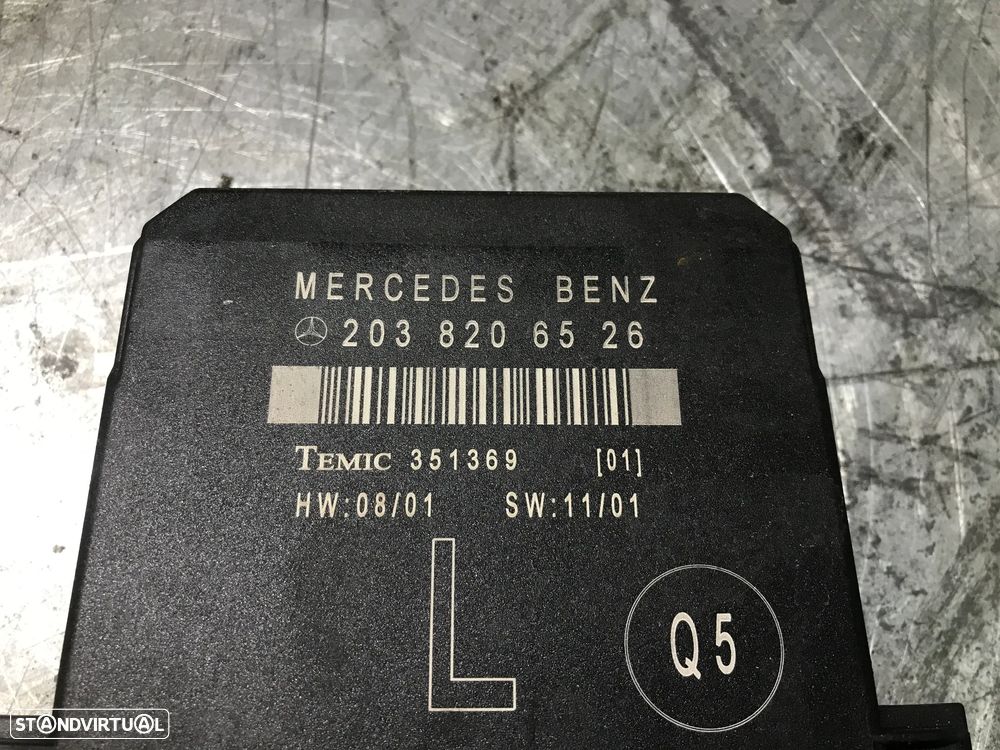 MERCEDES BENZ
203 820 65 26
TEMIC 351369 [01]
HW:08/01 SW:11/01
L
Q5
STANDVIRTUAL